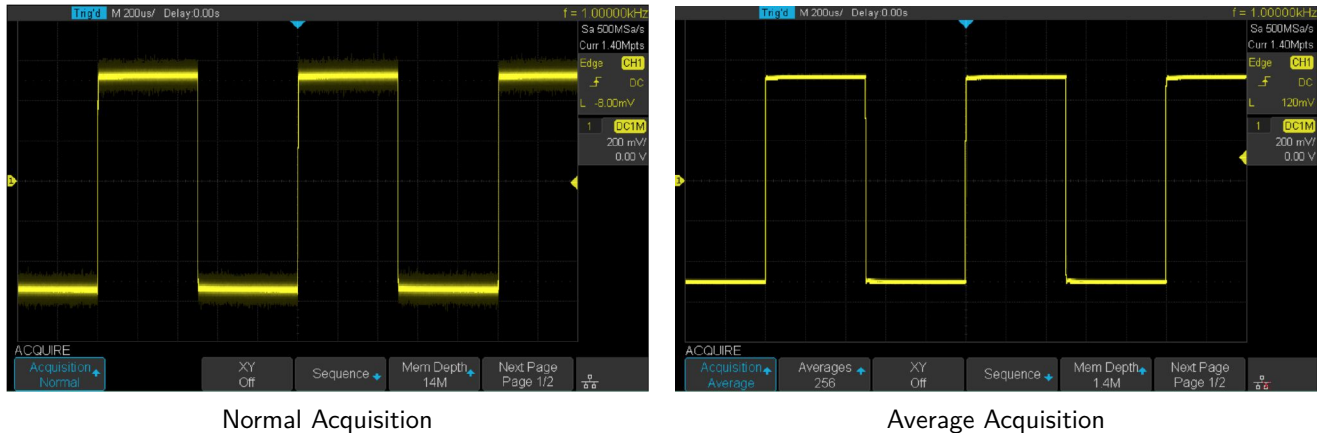 Trig'd M 200us/ Delay:0.00s f = 1.00000kHz
Sa 500MSa/s
Curr 1.40Mpts
Edge CH1
DC
L -8.00mV
1 DC1M
200 mV/
0.00 V
1
ACQUIRE
Acquisition Normal
XY Off
Sequence
Mem Depth 14M
Next Page Page 1/2
Normal Acquisition
Trig'd M 200us/ Delay:0.00s f = 1.00000kHz
Sa 500MSa/s
Curr 1.40Mpts
Edge CH1
DC
L 120mV
1 DC1M
200 mV/
0.00 V
1
ACQUIRE
Acquisition Average
Averages 256
XY Off
Sequence
Mem Depth 1.4M
Next Page Page 1/2
Average Acquisition